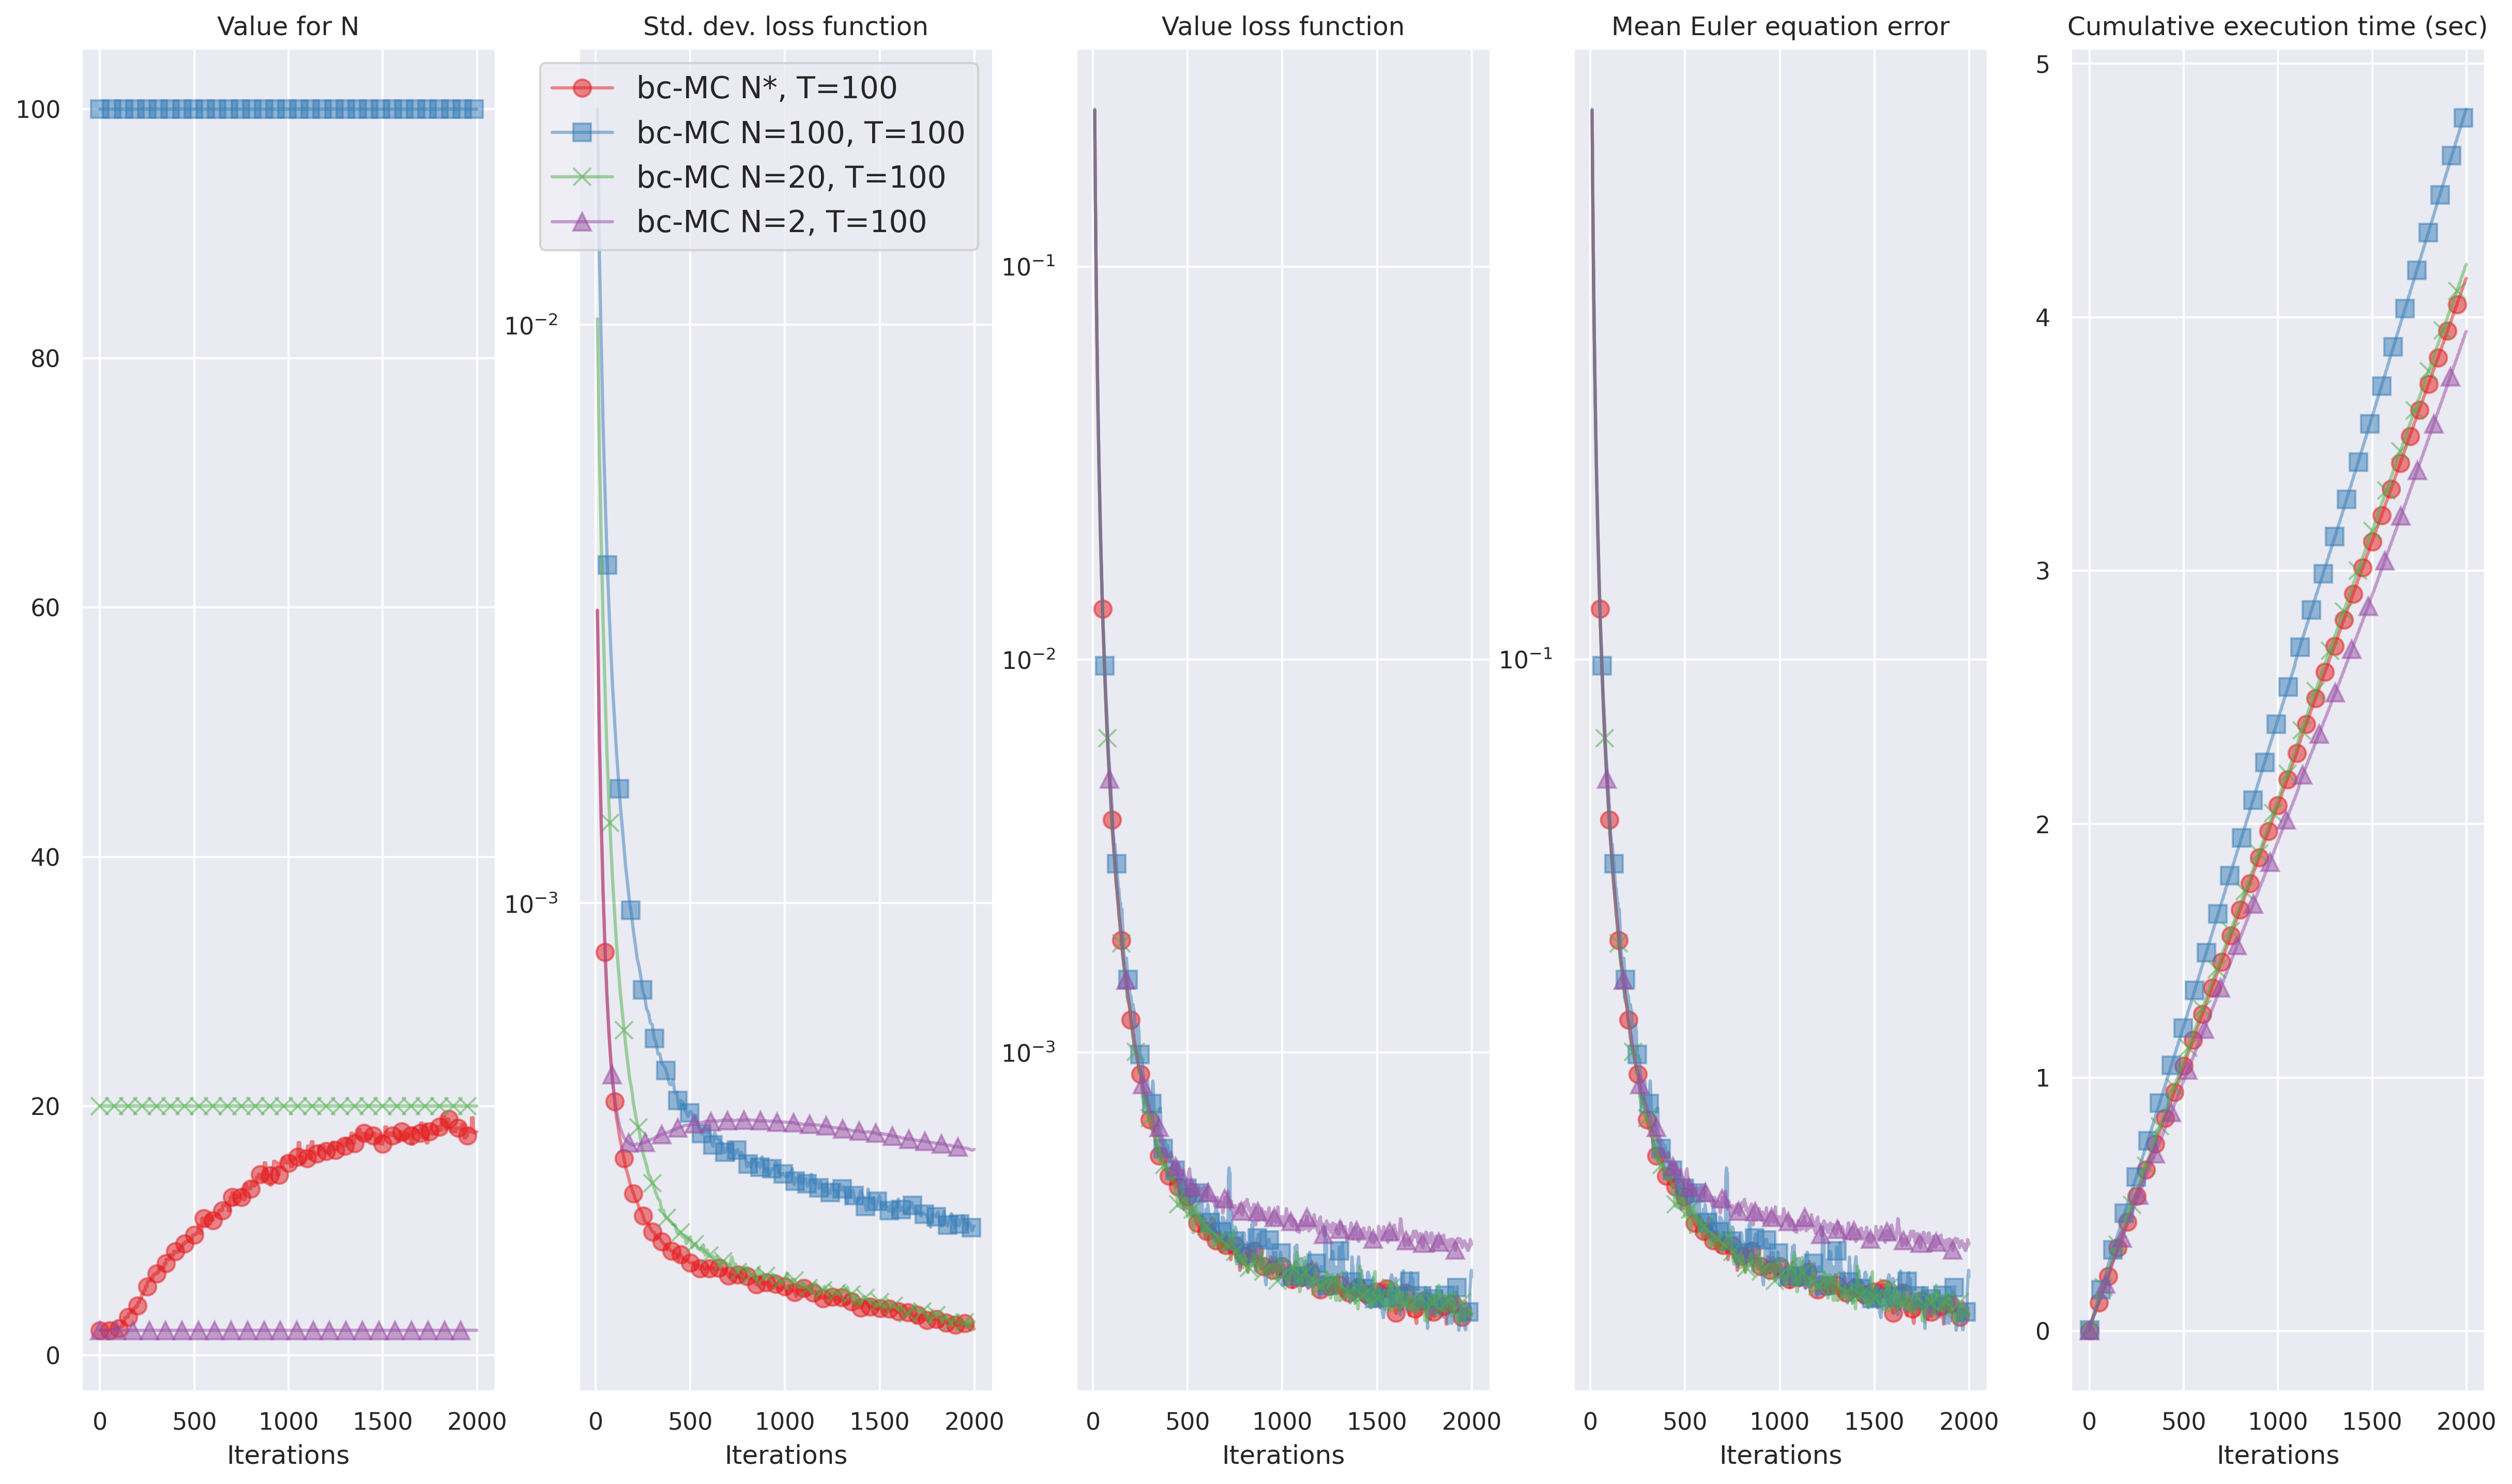 Value for N
100
80
60
40
20
0
0 500 1000 1500 2000
Iterations
Std. dev. loss function
bc-MC N*, T=100
bc-MC N=100, T=100
bc-MC N=20, T=100
bc-MC N=2, T=100
10⁻²
10⁻³
0 500 1000 1500 2000
Iterations
Value loss function
10⁻¹
10⁻²
10⁻³
0 500 1000 1500 2000
Iterations
Mean Euler equation error
10⁻¹
0 500 1000 1500 2000
Iterations
Cumulative execution time (sec)
5
4
3
2
1
0
0 500 1000 1500 2000
Iterations